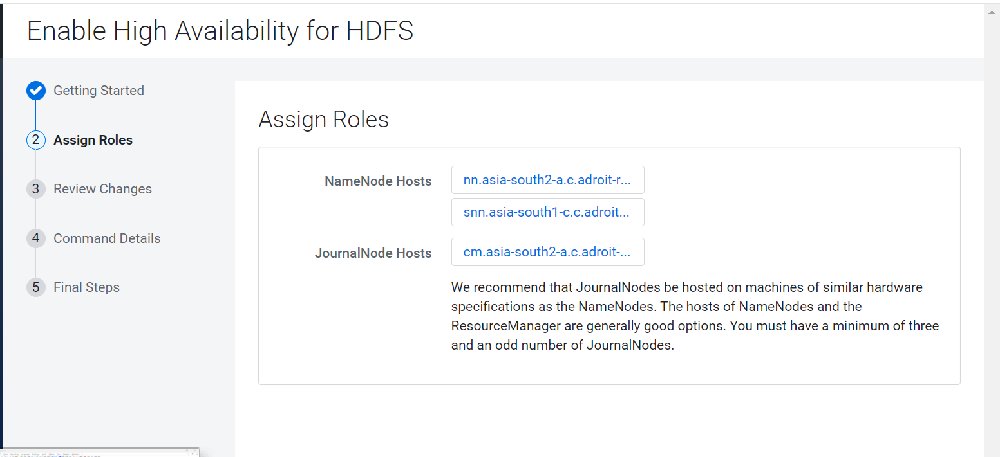 Enable High Availability for HDFS
Getting Started
2 Assign Roles
3 Review Changes
4 Command Details
5 Final Steps
Assign Roles
NameNode Hosts nn.asia-south2-a.c.adroit-r...
snn.asia-south1-c.c.adroit...
JournalNode Hosts cm.asia-south2-a.c.adroit-...
We recommend that JournalNodes be hosted on machines of similar hardware
specifications as the NameNodes. The hosts of NameNodes and the
ResourceManager are generally good options. You must have a minimum of three
and an odd number of JournalNodes.